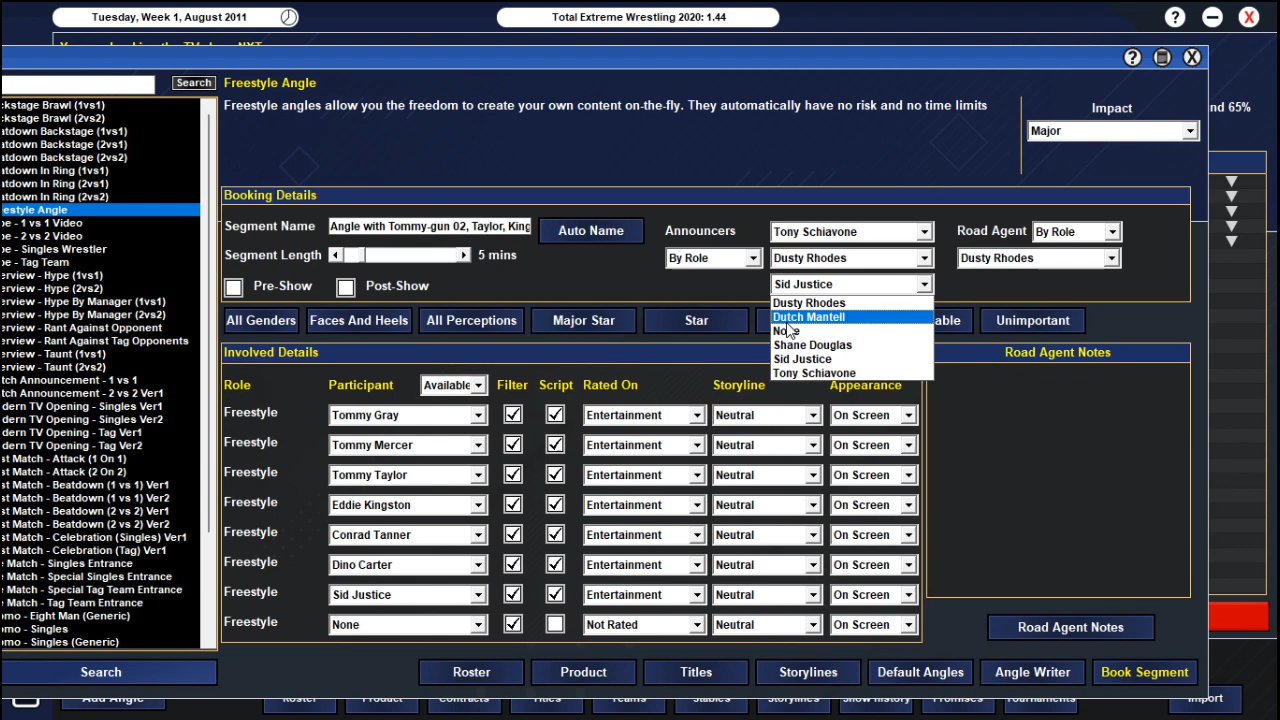 Tuesday, Week 1, August 2011
Total Extreme Wrestling 2020: 1.44
Search
Freestyle Angle
Freestyle angles allow you the freedom to create your own content on-the-fly. They automatically have no risk and no time limits
Impact
nd 65%
Major
ckstage Brawl (1vs1)
ckstage Brawl (2vs2)
atdown Backstage (1vs1)
atdown Backstage (2vs1)
atdown Backstage (2vs2)
atdown In Ring (1vs1)
atdown In Ring (2vs1)
atdown In Ring (2vs2)
eestyle Angle
pe - 1 vs 1 Video
pe - 2 vs 2 Video
pe - Singles Wrestler
pe - Tag Team
erview - Hype (1vs1)
erview - Hype (2vs2)
erview - Hype By Manager (1vs1)
erview - Hype By Manager (2vs1)
erview - Rant Against Opponent
erview - Rant Against Opponents
erview - Taunt (1vs1)
erview - Taunt (2vs2)
tch Announcement - 1 vs 1
tch Announcement - 2 vs 2 Ver1
dern TV Opening - Singles Ver1
dern TV Opening - Singles Ver2
dern TV Opening - Tag Ver1
dern TV Opening - Tag Ver2
st Match - Attack (1 On 1)
st Match - Attack (2 On 2)
st Match - Beatdown (1 vs 1) Ver1
st Match - Beatdown (1 vs 1) Ver2
st Match - Beatdown (2 vs 2) Ver1
st Match - Beatdown (2 vs 2) Ver2
st Match - Celebration (Singles) Ver1
st Match - Celebration (Tag) Ver1
e Match - Singles Entrance
e Match - Special Singles Entrance
e Match - Special Tag Team Entrance
e Match - Tag Team Entrance
omo - Eight Man (Generic)
omo - Singles
omo - Singles (Generic)
Search
Booking Details
Segment Name
Angle with Tommy-gun 02, Taylor, King
Auto Name
Announcers
Tony Schiavone
Road Agent
By Role
Segment Length
5 mins
By Role
Dusty Rhodes
Dusty Rhodes
Pre-Show
Post-Show
Sid Justice
Dusty Rhodes
Dutch Mantell
Shane Douglas
Sid Justice
Tony Schiavone
All Genders
Faces And Heels
All Perceptions
Major Star
Star
able
Unimportant
Involved Details
Road Agent Notes
Role
Participant
Available
Filter
Script
Rated On
Storyline
Appearance
Freestyle Tommy Gray Entertainment Neutral On Screen
Freestyle Tommy Mercer Entertainment Neutral On Screen
Freestyle Tommy Taylor Entertainment Neutral On Screen
Freestyle Eddie Kingston Entertainment Neutral On Screen
Freestyle Conrad Tanner Entertainment Neutral On Screen
Freestyle Dino Carter Entertainment Neutral On Screen
Freestyle Sid Justice Entertainment Neutral On Screen
Freestyle None Not Rated Neutral On Screen
Road Agent Notes
Roster
Product
Titles
Storylines
Default Angles
Angle Writer
Book Segment